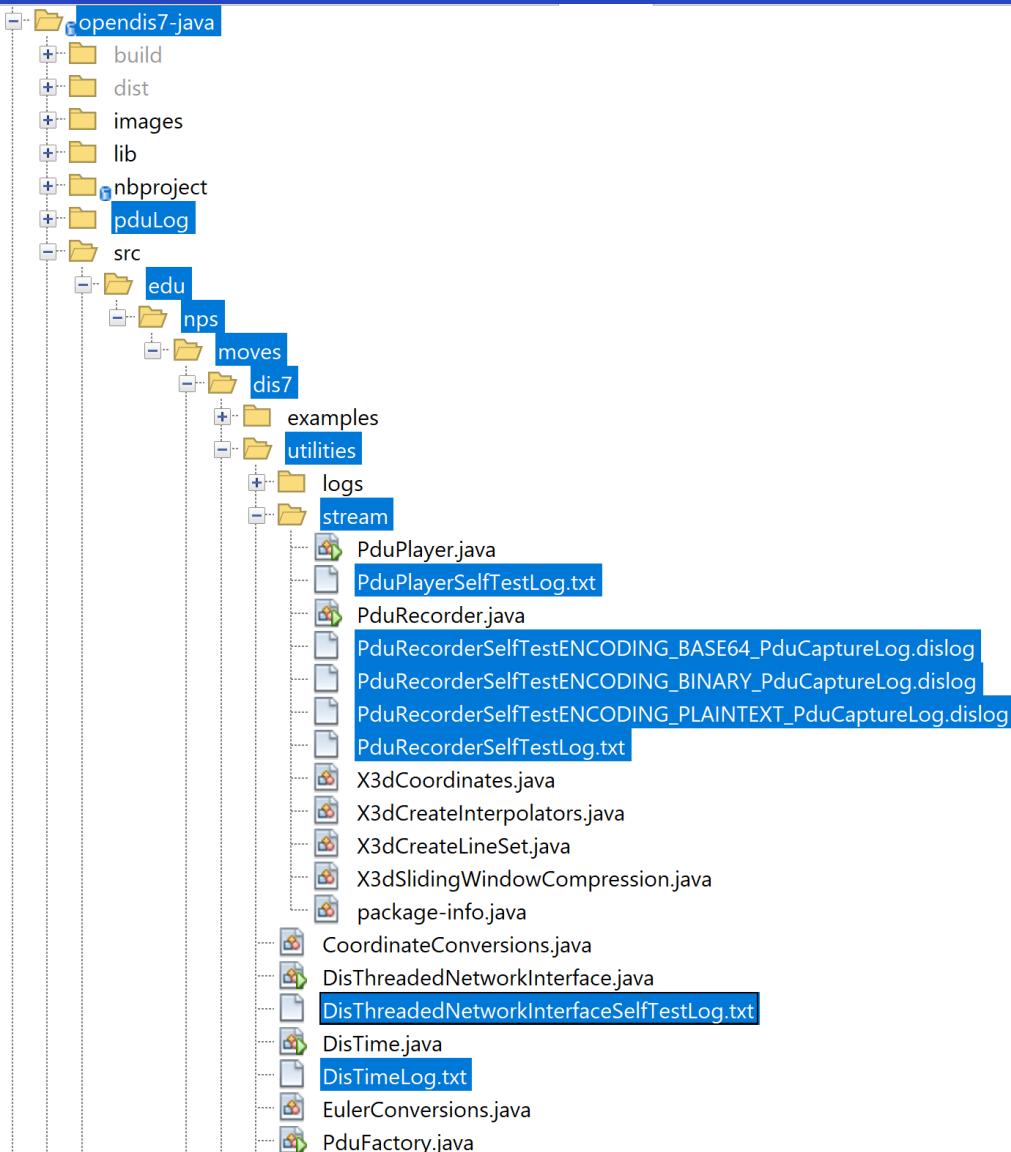 opendis7-java
build
dist
images
lib
nbproject
pduLog
src
edu
nps
moves
dis7
examples
utilities
logs
stream
PduPlayer.java
PduPlayerSelfTestLog.txt
PduRecorder.java
PduRecorderSelfTestENCODING_BASE64_PduCaptureLog.dislog
PduRecorderSelfTestENCODING_BINARY_PduCaptureLog.dislog
PduRecorderSelfTestENCODING_PLAINTEXT_PduCaptureLog.dislog
PduRecorderSelfTestLog.txt
X3dCoordinates.java
X3dCreateInterpolators.java
X3dCreateLineSet.java
X3dSlidingWindowCompression.java
package-info.java
CoordinateConversions.java
DisThreadedNetworkInterface.java
DisThreadedNetworkInterfaceSelfTestLog.txt
DisTime.java
DisTimeLog.txt
EulerConversions.java
PduFactory.java